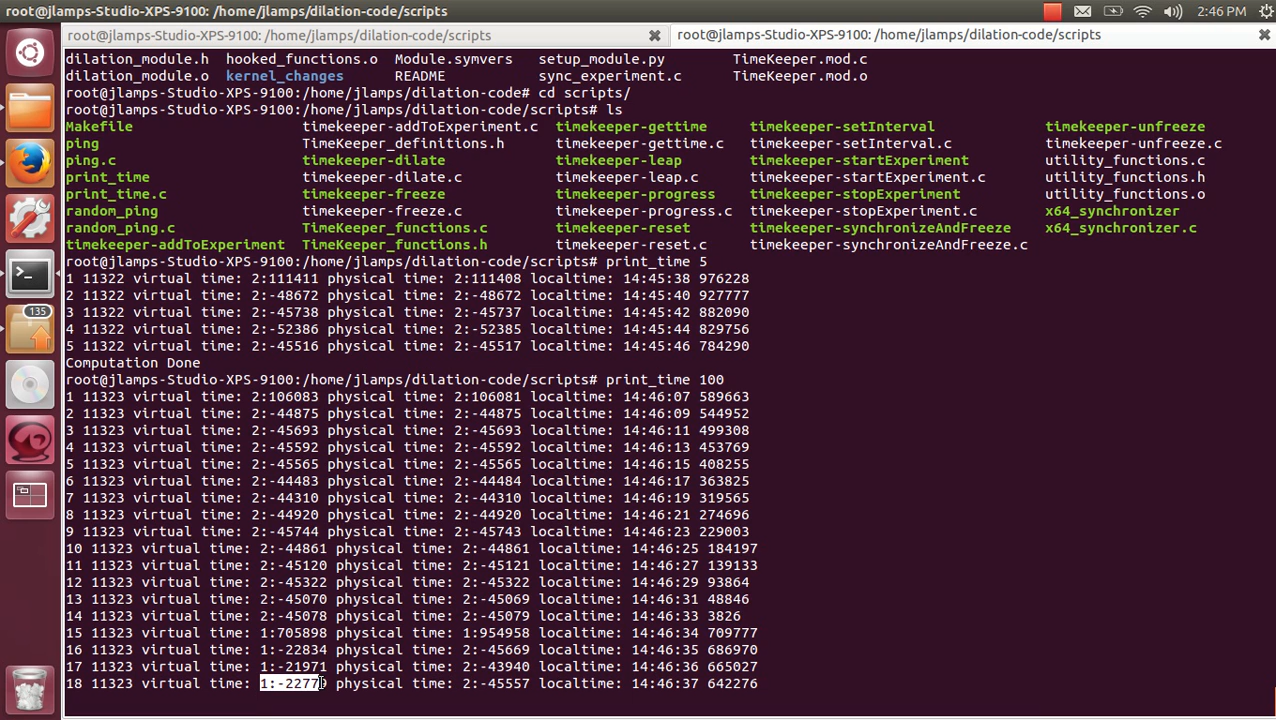 root@jlamps-Studio-XPS-9100: /home/jlamps/dilation-code/scripts 2:46 PM
root@jlamps-Studio-XPS-9100: /home/jlamps/dilation-code/scripts root@jlamps-Studio-XPS-9100: /home/jlamps/dilation-code/scripts
dilation_module.h hooked_functions.o Module.symvers setup_module.py TimeKeeper.mod.c
dilation_module.o kernel_changes README sync_experiment.c TimeKeeper.mod.o
root@jlamps-Studio-XPS-9100:/home/jlamps/dilation-code# cd scripts/
root@jlamps-Studio-XPS-9100:/home/jlamps/dilation-code/scripts# ls
Makefile timekeeper-addToExperiment.c timekeeper-gettime timekeeper-setInterval timekeeper-unfreeze
ping TimeKeeper_definitions.h timekeeper-gettime.c timekeeper-setInterval.c timekeeper-unfreeze.c
ping.c timekeeper-dilate timekeeper-leap timekeeper-startExperiment utility_functions.c
print_time timekeeper-dilate.c timekeeper-leap.c timekeeper-startExperiment.c utility_functions.h
print_time.c timekeeper-freeze timekeeper-progress timekeeper-stopExperiment utility_functions.o
random_ping timekeeper-freeze.c timekeeper-progress.c timekeeper-stopExperiment.c x64_synchronizer
random_ping.c TimeKeeper_functions.c timekeeper-reset timekeeper-synchronizeAndFreeze x64_synchronizer.c
timekeeper-addToExperiment TimeKeeper_functions.h timekeeper-reset.c timekeeper-synchronizeAndFreeze.c
root@jlamps-Studio-XPS-9100:/home/jlamps/dilation-code/scripts# print_time 5
1 11322 virtual time: 2:111411 physical time: 2:111408 localtime: 14:45:38 976228
2 11322 virtual time: 2:-48672 physical time: 2:-48672 localtime: 14:45:40 927777
3 11322 virtual time: 2:-45738 physical time: 2:-45737 localtime: 14:45:42 882090
4 11322 virtual time: 2:-52386 physical time: 2:-52385 localtime: 14:45:44 829736
5 11322 virtual time: 2:-45516 physical time: 2:-45517 localtime: 14:45:46 784290
Computation Done
root@jlamps-Studio-XPS-9100:/home/jlamps/dilation-code/scripts# print_time 100
1 11323 virtual time: 2:106083 physical time: 2:106081 localtime: 14:46:07 589663
2 11323 virtual time: 2:-44875 physical time: 2:-44875 localtime: 14:46:09 544952
3 11323 virtual time: 2:-45693 physical time: 2:-45693 localtime: 14:46:11 499308
4 11323 virtual time: 2:-45592 physical time: 2:-45592 localtime: 14:46:13 453769
5 11323 virtual time: 2:-45565 physical time: 2:-45565 localtime: 14:46:15 408255
6 11323 virtual time: 2:-44483 physical time: 2:-44484 localtime: 14:46:17 363825
7 11323 virtual time: 2:-44310 physical time: 2:-44310 localtime: 14:46:19 319565
8 11323 virtual time: 2:-44920 physical time: 2:-44920 localtime: 14:46:21 274696
9 11323 virtual time: 2:-45744 physical time: 2:-45743 localtime: 14:46:23 229003
10 11323 virtual time: 2:-44861 physical time: 2:-44861 localtime: 14:46:25 184197
11 11323 virtual time: 2:-45120 physical time: 2:-45121 localtime: 14:46:27 139133
12 11323 virtual time: 2:-45322 physical time: 2:-45322 localtime: 14:46:29 93864
13 11323 virtual time: 2:-45070 physical time: 2:-45069 localtime: 14:46:31 48846
14 11323 virtual time: 2:-45078 physical time: 2:-45079 localtime: 14:46:33 3826
15 11323 virtual time: 1:705898 physical time: 1:954958 localtime: 14:46:34 709777
16 11323 virtual time: 1:-22834 physical time: 2:-45669 localtime: 14:46:35 686970
17 11323 virtual time: 1:-21971 physical time: 2:-43940 localtime: 14:46:36 665027
18 11323 virtual time: physical time: 2:-45557 localtime: 14:46:37 642276
135